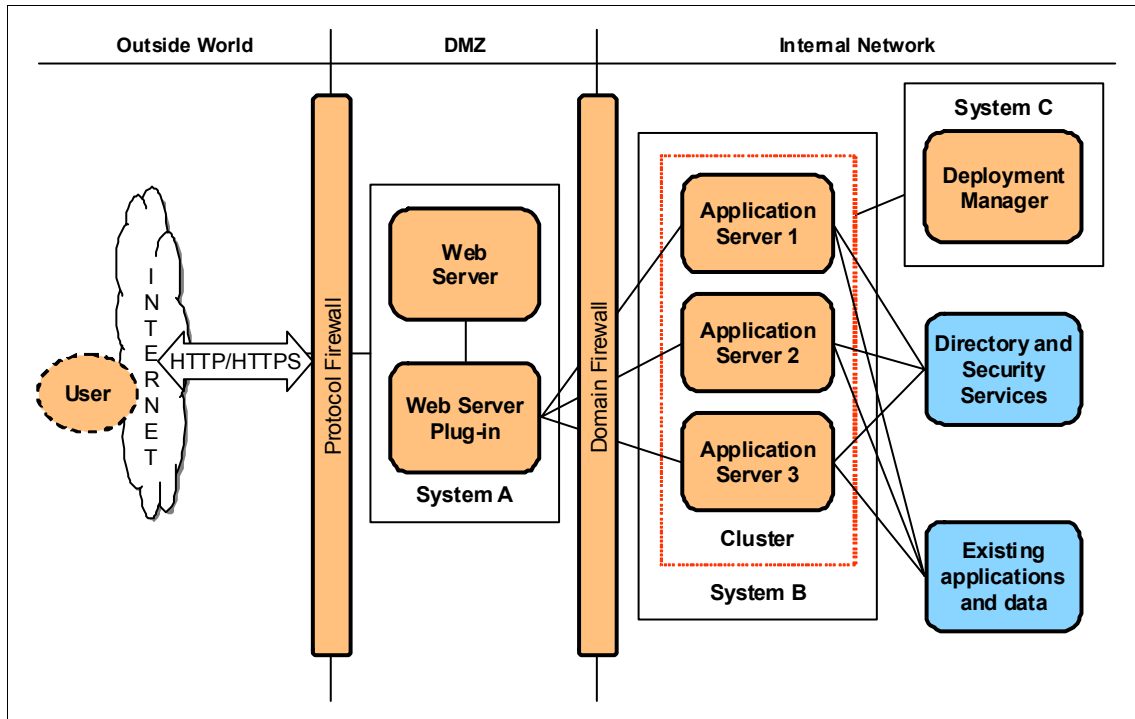 Outside World
DMZ
Internal Network
User
INTERNET
HTTP/HTTPS
Protocol Firewall
Web
Server
Web Server
Plug-in
System A
Domain Firewall
Application
Server 1
Application
Server 2
Application
Server 3
Cluster
System B
System C
Deployment
Manager
Directory and
Security
Services
Existing
applications
and data